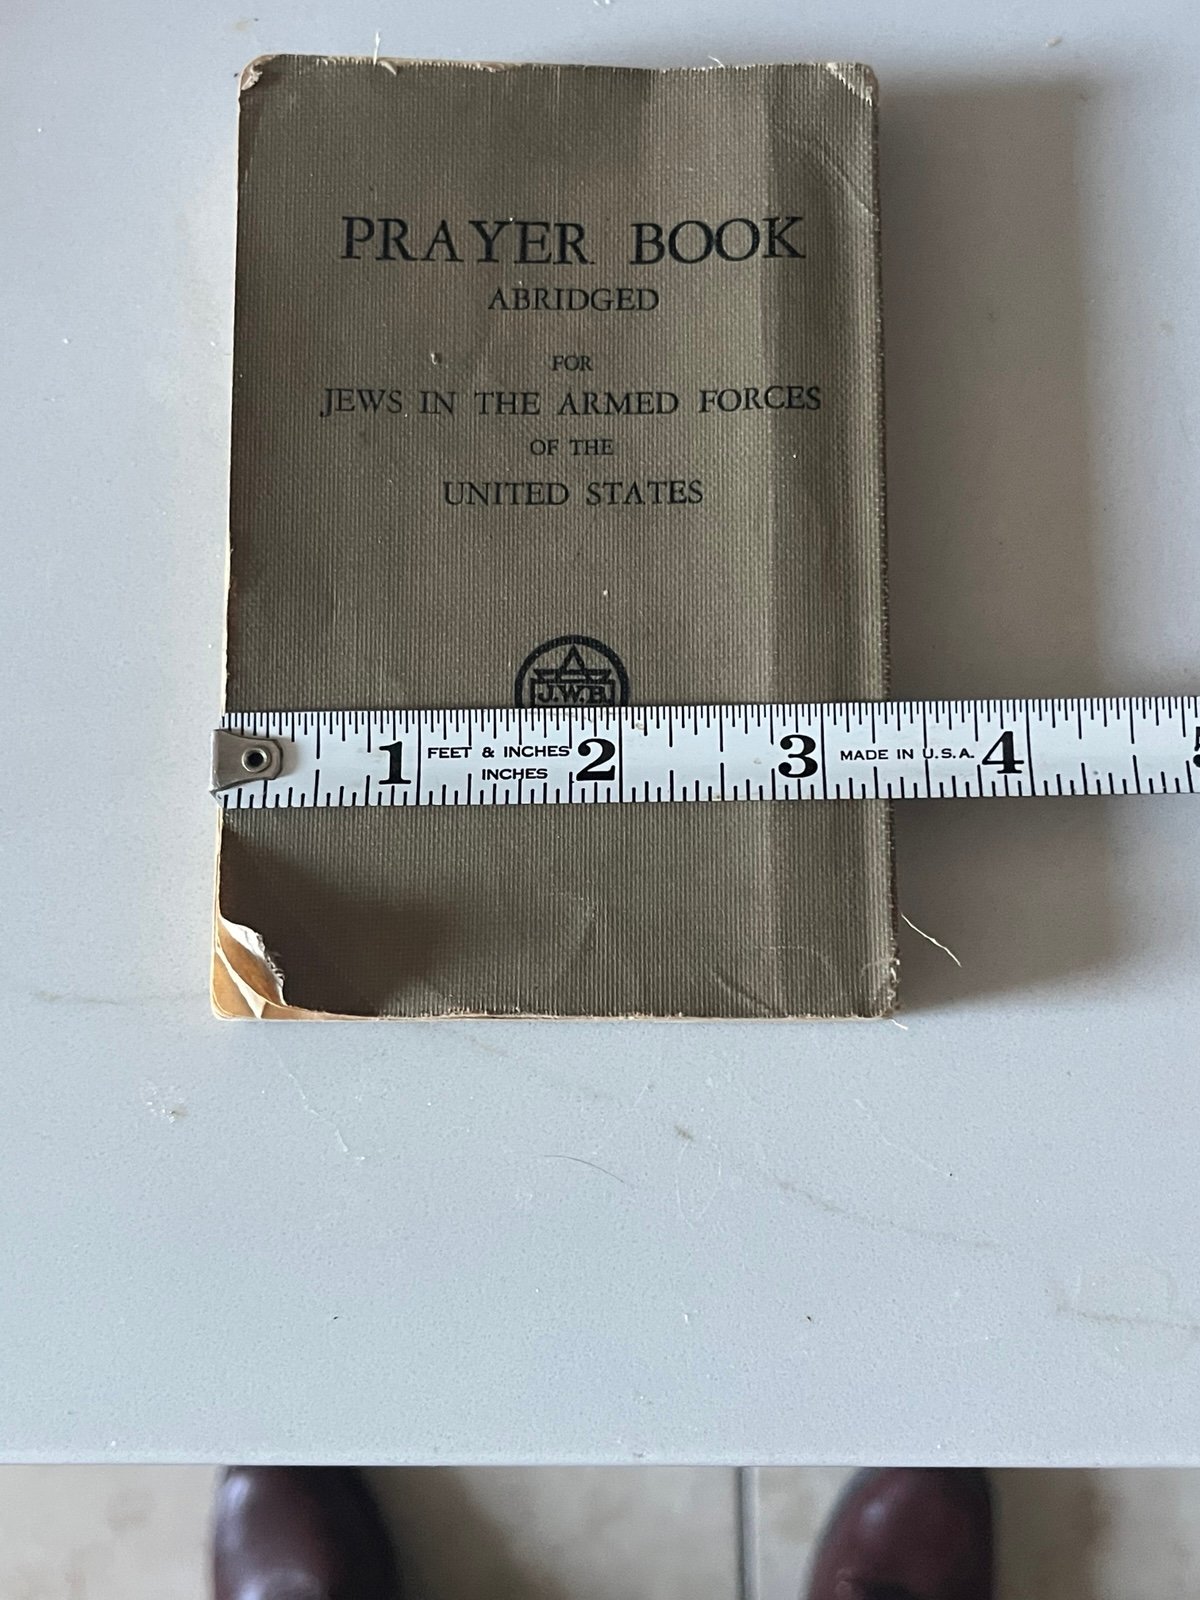 PRAYER BOOK
ABRIDGED
FOR
JEWS IN THE ARMED FORCES
OF THE
UNITED STATES
J.W.B.
1 FEET & INCHES 2 3 MADE IN U.S.A. 4 5
INCHES